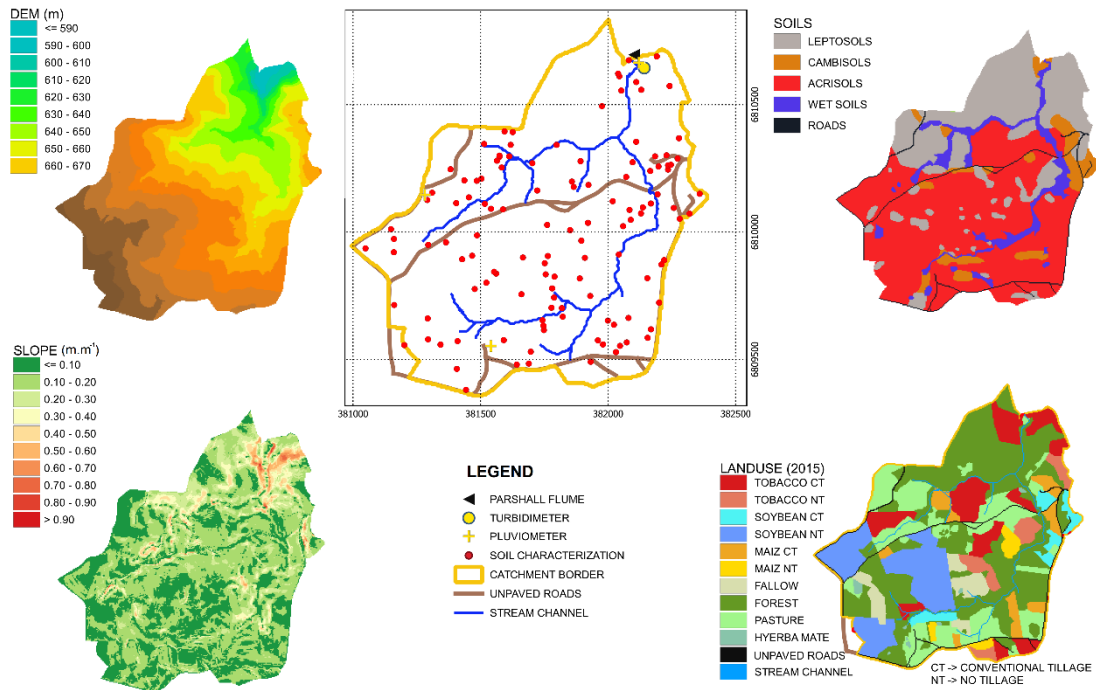 DEM (m)
<= 590
590 - 600
600 - 610
610 - 620
620 - 630
630 - 640
640 - 650
650 - 660
660 - 670
6810500
6810000
6809500
381000
381500
382000
382500
SOILS
LEPTOSOLS
CAMBISOLS
ACRISOLS
WET SOILS
ROADS
SLOPE (m.m⁻¹)
<= 0.10
0.10 - 0.20
0.20 - 0.30
0.30 - 0.40
0.40 - 0.50
0.50 - 0.60
0.60 - 0.70
0.70 - 0.80
0.80 - 0.90
> 0.90
LEGEND
PARSHALL FLUME
TURBIDIMETER
PLUVIOMETER
SOIL CHARACTERIZATION
CATCHMENT BORDER
UNPAVED ROADS
STREAM CHANNEL
LANDUSE (2015)
TOBACCO CT
TOBACCO NT
SOYBEAN CT
SOYBEAN NT
MAIZ CT
MAIZ NT
FALLOW
FOREST
PASTURE
HYERBA MATE
UNPAVED ROADS
STREAM CHANNEL
CT -> CONVENTIONAL TILLAGE
NT -> NO TILLAGE